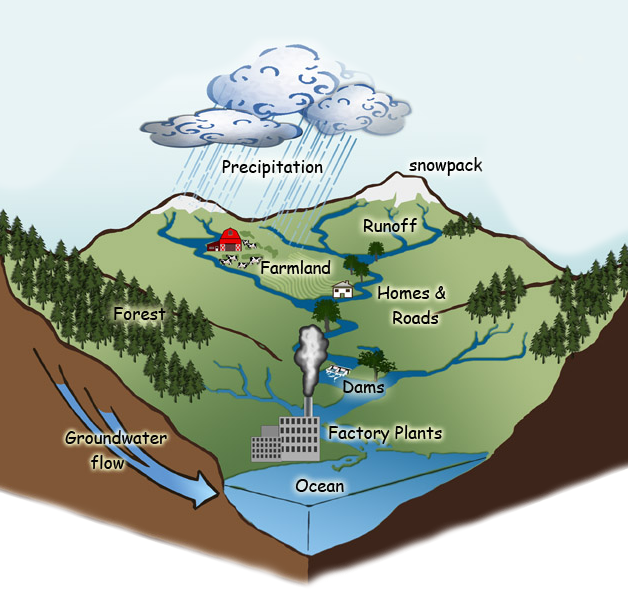 Precipitation
snowpack
Runoff
Farmland
Homes &
Roads
Forest
Dams
Factory Plants
Groundwater
flow
Ocean